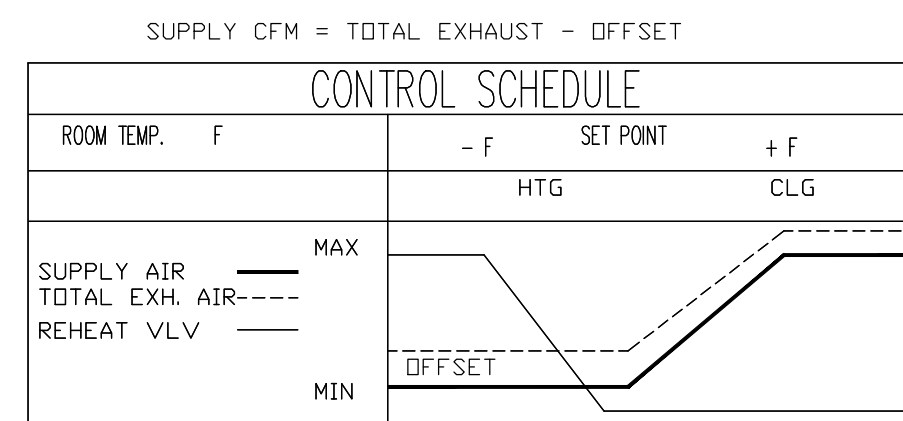 SUPPLY CFM = TOTAL EXHAUST - OFFSET
CONTROL SCHEDULE
ROOM TEMP. F
- F SET POINT + F
HTG CLG
MAX
SUPPLY AIR
TOTAL EXH. AIR
REHEAT VLV
OFFSET
MIN